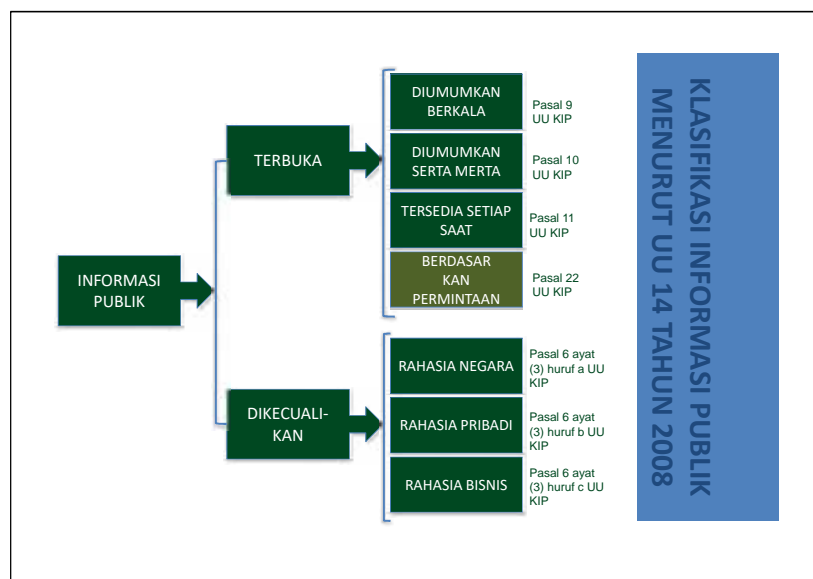 INFORMASI
PUBLIK
TERBUKA
DIUMUMKAN
BERKALA
Pasal 9
UU KIP
DIUMUMKAN
SERTA MERTA
Pasal 10
UU KIP
TERSEDIA SETIAP
SAAT
Pasal 11
UU KIP
BERDASAR
KAN
PERMINTAAN
Pasal 22
UU KIP
DIKECUALI-
KAN
RAHASIA NEGARA
Pasal 6 ayat
(3) huruf a UU
KIP
RAHASIA PRIBADI
Pasal 6 ayat
(3) huruf b UU
KIP
RAHASIA BISNIS
Pasal 6 ayat
(3) huruf c UU
KIP
KLASIFIKASI INFORMASI PUBLIK
MENURUT UU 14 TAHUN 2008